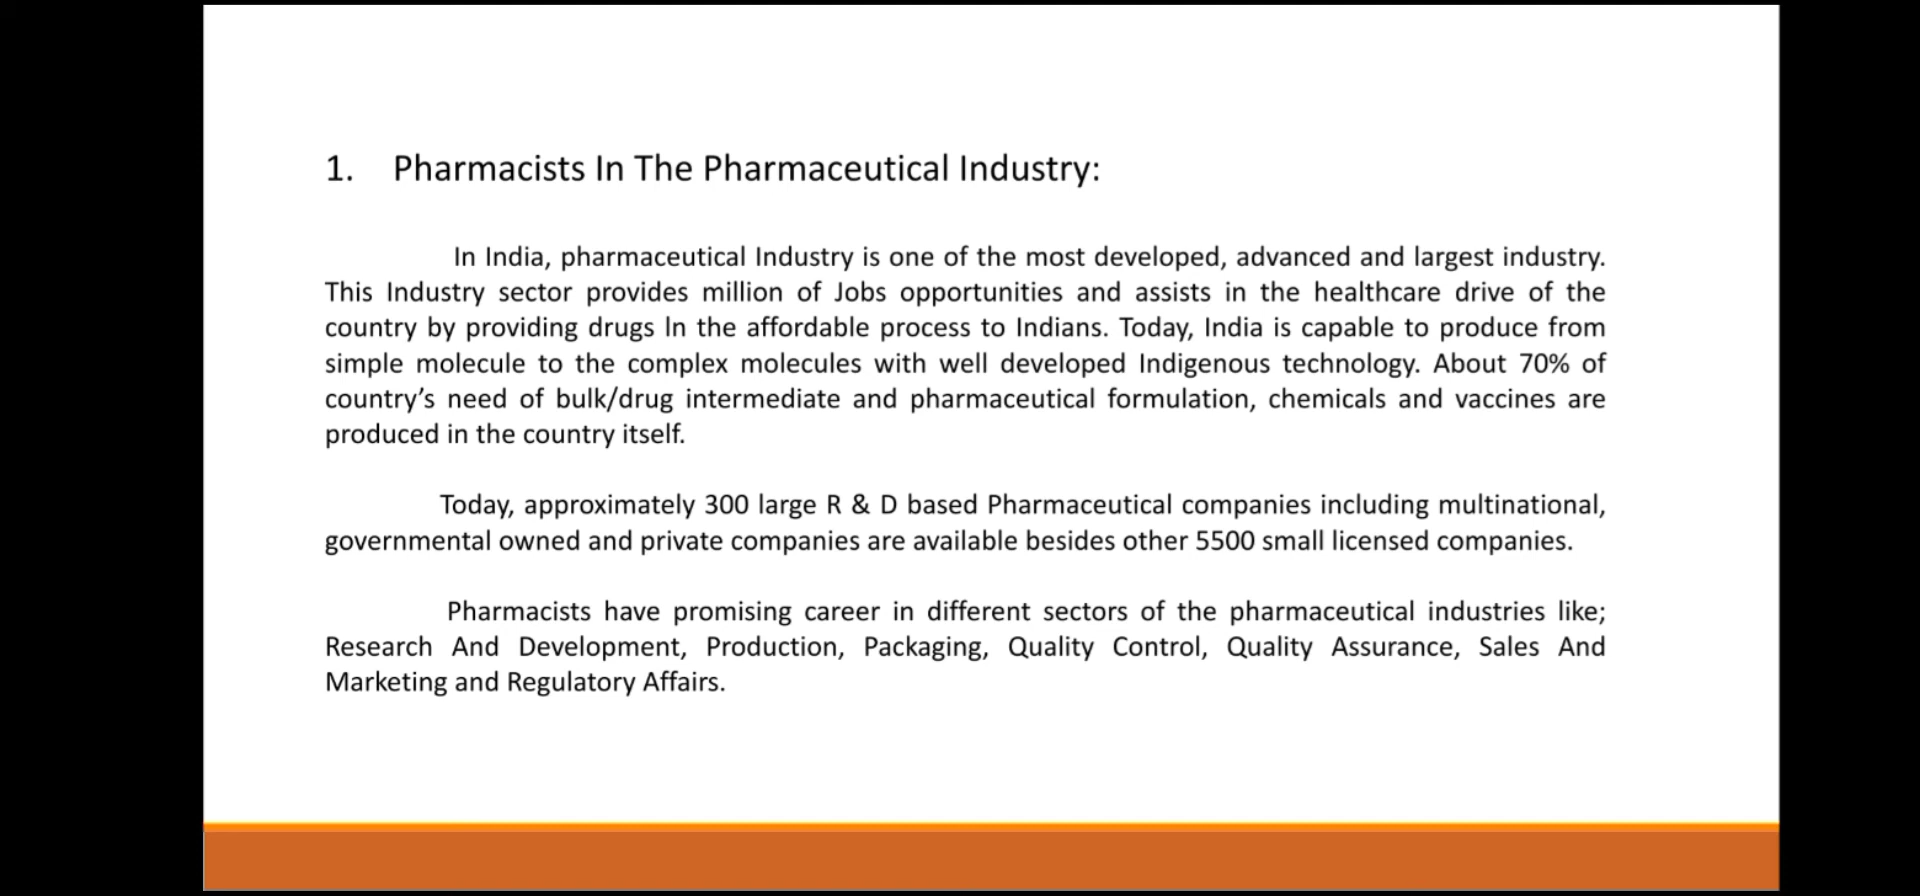 1. Pharmacists In The Pharmaceutical Industry:
In India, pharmaceutical Industry is one of the most developed, advanced and largest industry.
This Industry sector provides million of Jobs opportunities and assists in the healthcare drive of the
country by providing drugs In the affordable process to Indians. Today, India is capable to produce from
simple molecule to the complex molecules with well developed Indigenous technology. About 70% of
country’s need of bulk/drug intermediate and pharmaceutical formulation, chemicals and vaccines are
produced in the country itself.
Today, approximately 300 large R & D based Pharmaceutical companies including multinational,
governmental owned and private companies are available besides other 5500 small licensed companies.
Pharmacists have promising career in different sectors of the pharmaceutical industries like;
Research And Development, Production, Packaging, Quality Control, Quality Assurance, Sales And
Marketing and Regulatory Affairs.